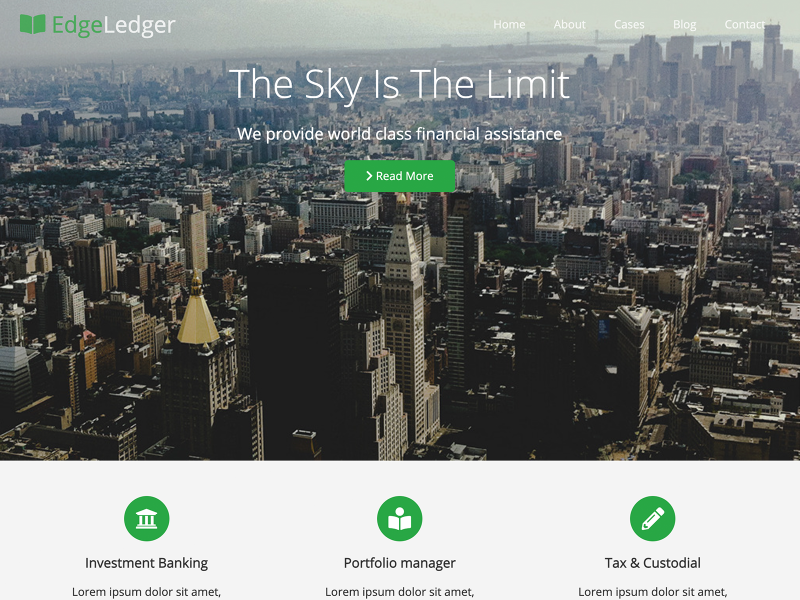 EdgeLedger
Home About Cases Blog Contact
The Sky Is The Limit
We provide world class financial assistance
Read More
Investment Banking
Portfolio manager
Tax & Custodial
Lorem ipsum dolor sit amet,
Lorem ipsum dolor sit amet,
Lorem ipsum dolor sit amet,